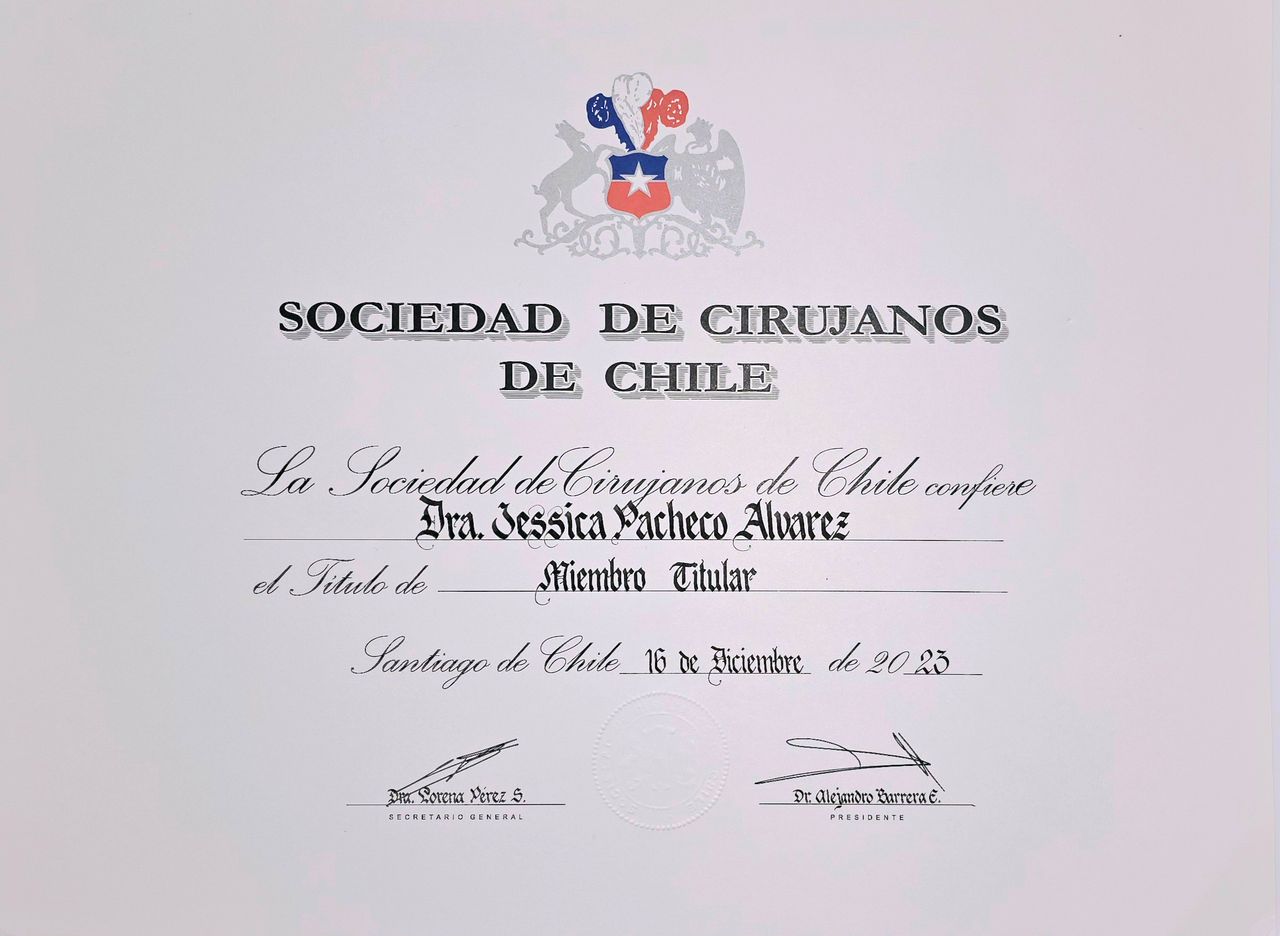 SOCIEDAD DE CIRUJANOS
DE CHILE
La Sociedad de Cirujanos de Chile confiere
Dra. Jessica Pacheco Alvarez
el Título de Miembro Titular
Santiago de Chile 16 de Diciembre de 2023
Dra. Lorena Pérez S.
SECRETARIO GENERAL
Dr. Alejandro Barrera E.
PRESIDENTE